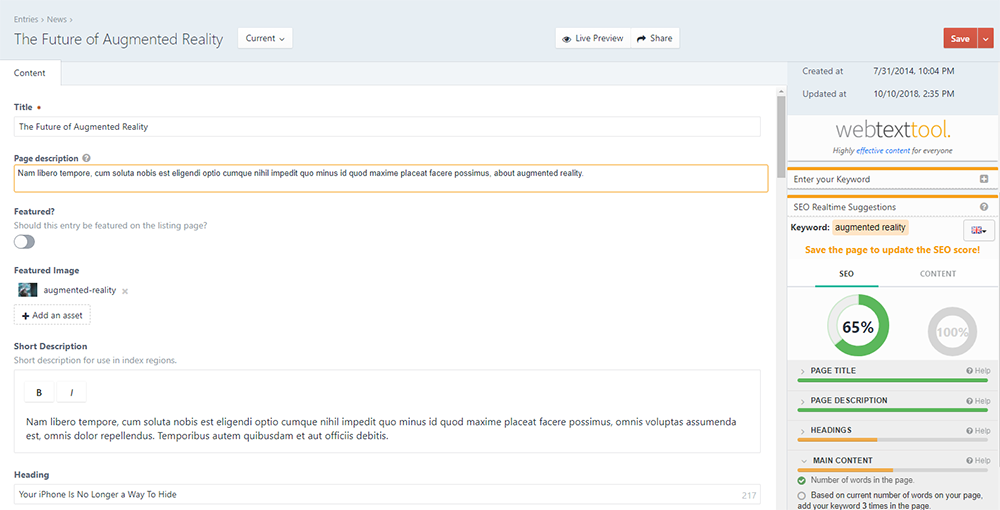 Entries › News ›
The Future of Augmented Reality
Current
Live Preview
Share
Save
Content
Title
The Future of Augmented Reality
Page description
Nam libero tempore, cum soluta nobis est eligendi optio cumque nihil impedit quo minus id quod maxime placeat facere possimus, about augmented reality.
Featured?
Should this entry be featured on the listing page?
Featured Image
augmented-reality
Add an asset
Short Description
Short description for use in index regions.
B I
Nam libero tempore, cum soluta nobis est eligendi optio cumque nihil impedit quo minus id quod maxime placeat facere possimus, omnis voluptas assumenda
est, omnis dolor repellendus. Temporibus autem quibusdam et aut officiis debitis.
Heading
Your iPhone Is No Longer a Way To Hide 217
Created at 7/31/2014, 10:04 PM
Updated at 10/10/2018, 2:35 PM
webtexttool.
Highly effective content for everyone
Enter your Keyword
SEO Realtime Suggestions
Keyword: augmented reality
Save the page to update the SEO score!
SEO CONTENT
65% 100%
PAGE TITLE Help
PAGE DESCRIPTION Help
HEADINGS Help
MAIN CONTENT Help
Number of words in the page.
Based on current number of words on your page,
add your keyword 3 times in the page.